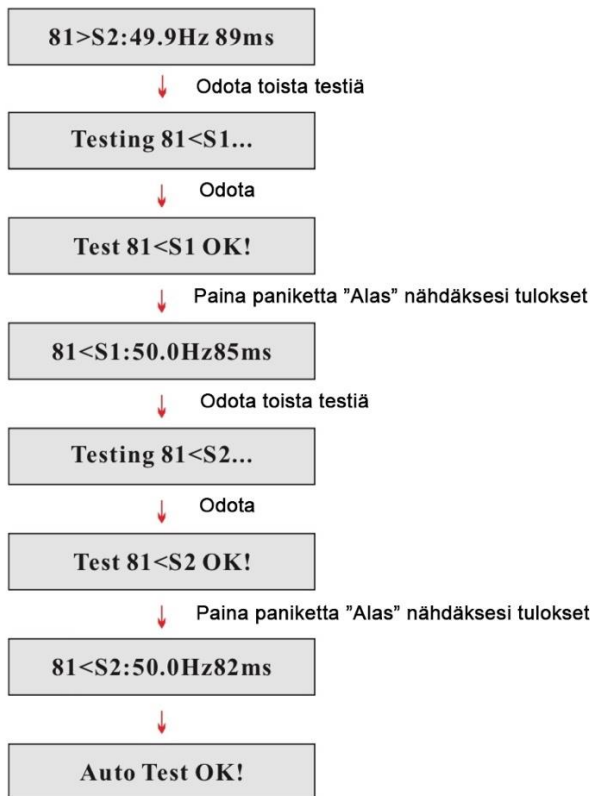 81>S2:49.9Hz 89ms
Odota toista testiä
Testing 81<S1...
Odota
Test 81<S1 OK!
Paina paniketta ”Alas” nähdäksesi tulokset
81<S1:50.0Hz85ms
Odota toista testiä
Testing 81<S2...
Odota
Test 81<S2 OK!
Paina paniketta ”Alas” nähdäksesi tulokset
81<S2:50.0Hz82ms
Auto Test OK!